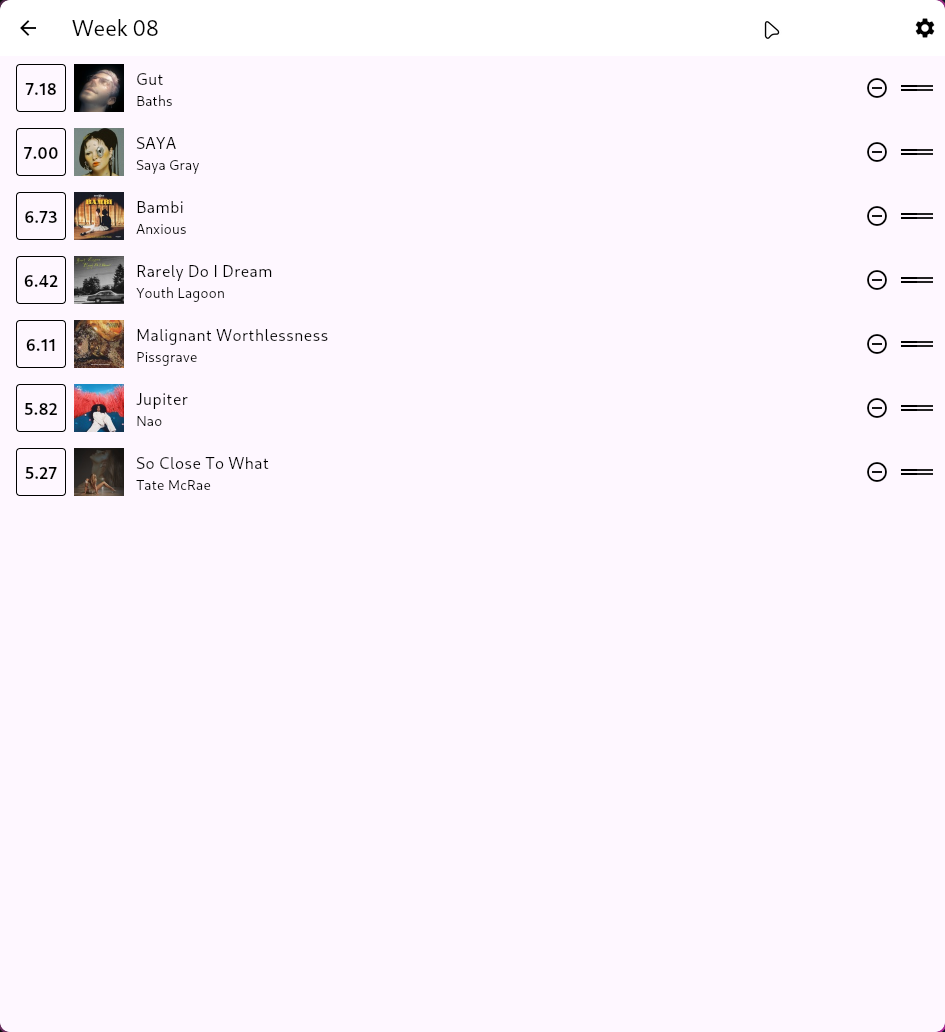 Week 08
7.18
Gut
Baths
7.00
SAYA
Saya Gray
6.73
BAMBI
Bambi
Anxious
6.42
Rarely Do I Dream
Youth Lagoon
6.11
Malignant Worthlessness
Pissgrave
5.82
Jupiter
Nao
5.27
So Close To What
Tate McRae